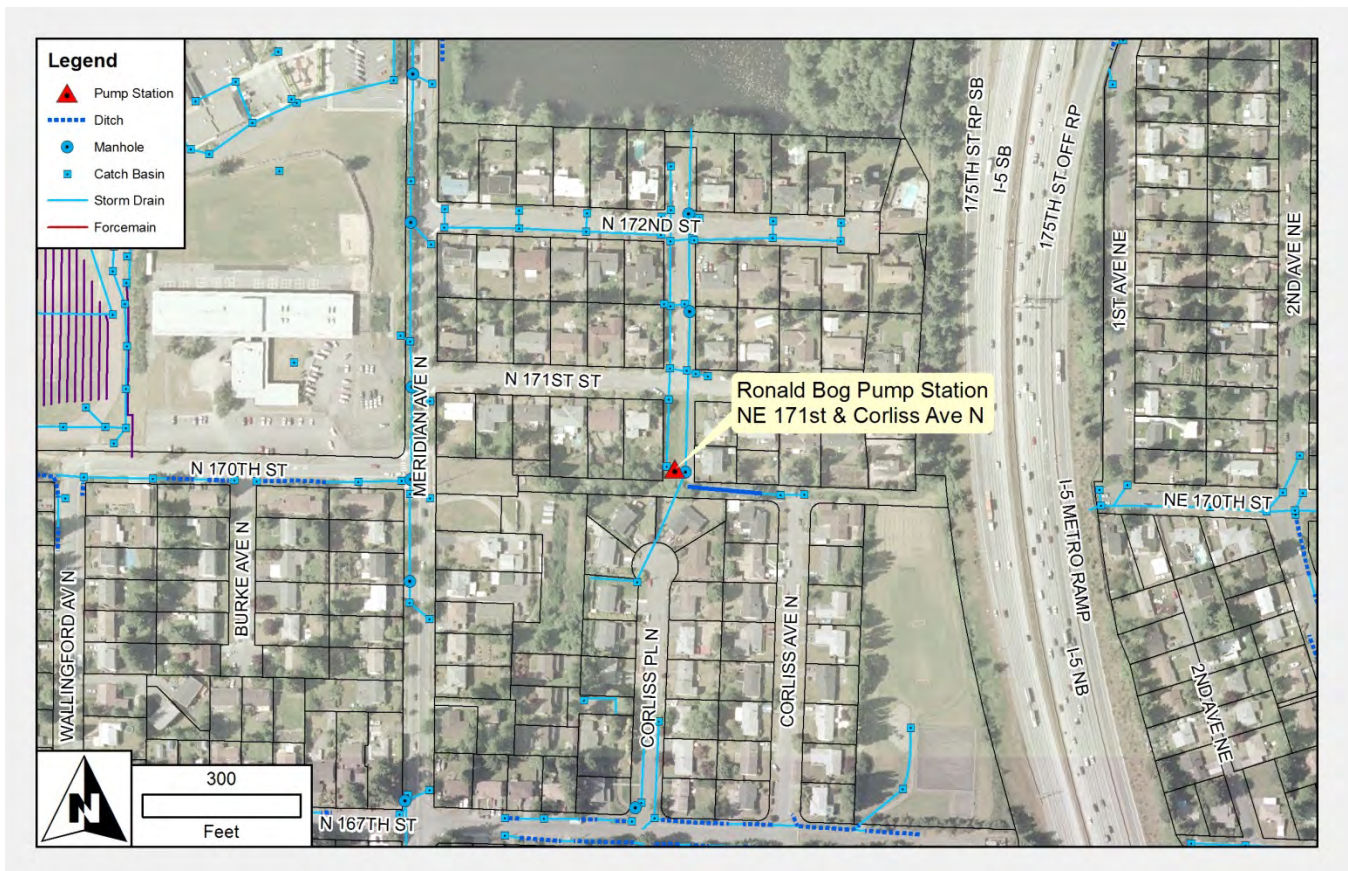 Legend
Pump Station
Ditch
Manhole
Catch Basin
Storm Drain
Forcemain
175TH ST RP SB
I-5 SB
175TH ST OFF RP
1ST AVE NE
2ND AVE NE
N 172ND ST
N 171ST ST
MERIDIAN AVE N
Ronald Bog Pump Station
NE 171st & Corliss Ave N
N 170TH ST
NE 170TH ST
WALLINGFORD AV N
BURKE AVE N
CORLISS PL N
CORLISS AVE N
I-5 METRO RAMP
I-5 NB
2ND AVE NE
N 167TH ST
N
300
Feet